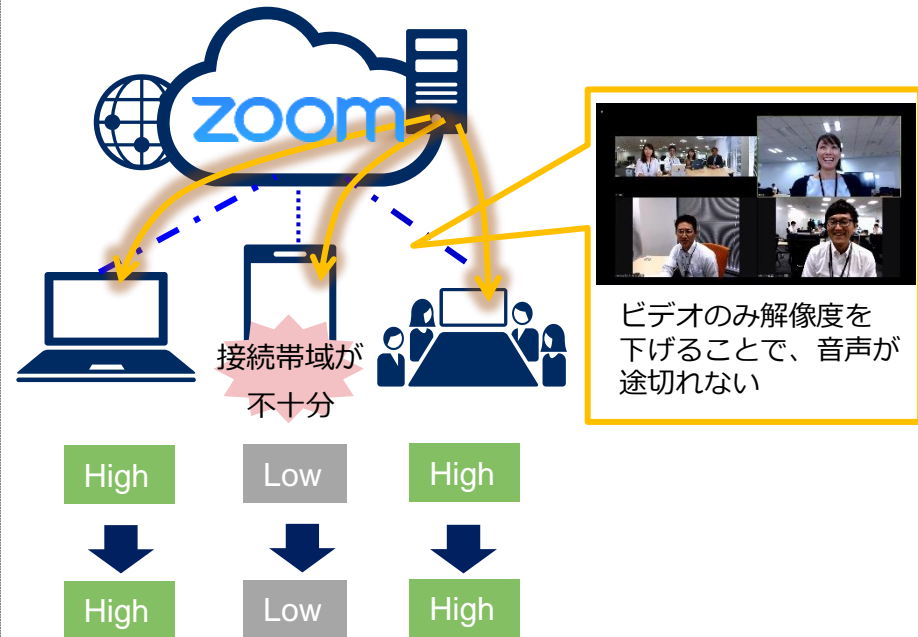 zoom
ビデオのみ解像度を
下げることで、音声が
途切れない
接続帯域が
不十分
High
Low
High
High
Low
High